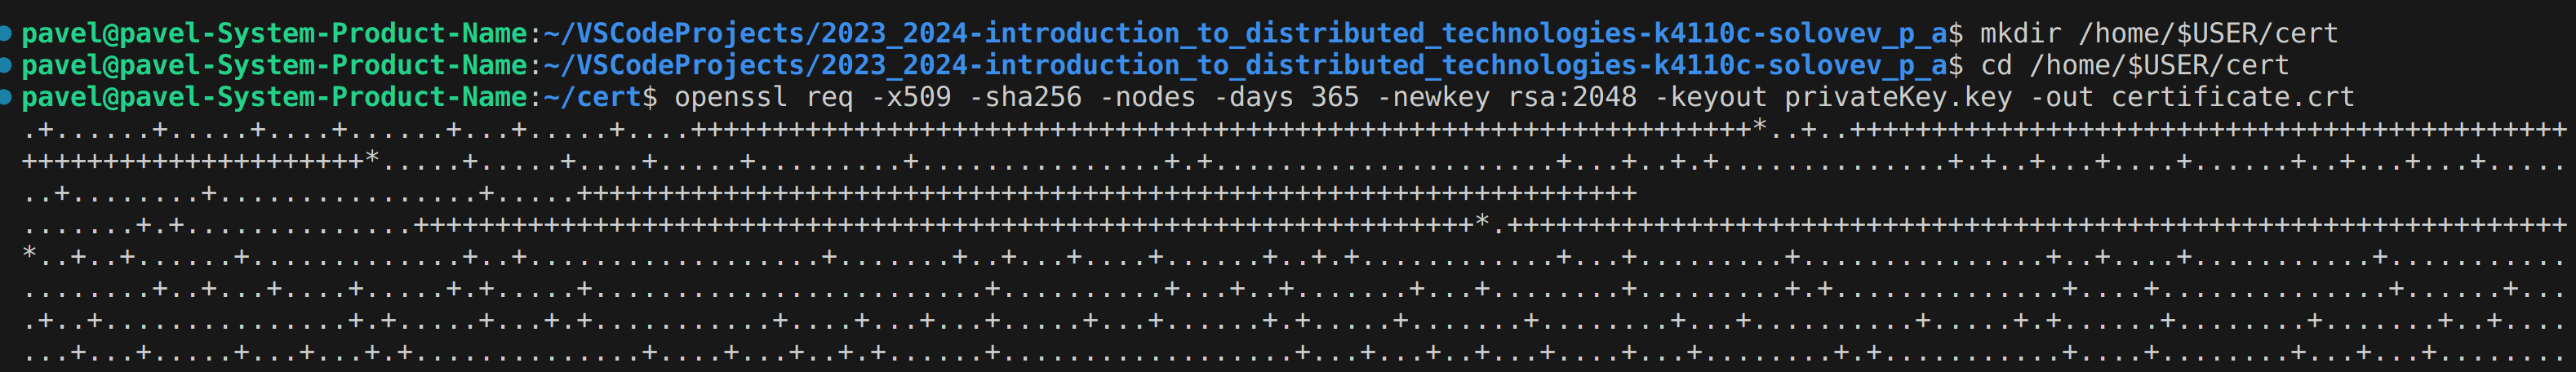 pavel@pavel-System-Product-Name:~/VSCodeProjects/2023_2024-introduction_to_distributed_technologies-k4110c-solovev_p_a$ mkdir /home/$USER/cert
pavel@pavel-System-Product-Name:~/VSCodeProjects/2023_2024-introduction_to_distributed_technologies-k4110c-solovev_p_a$ cd /home/$USER/cert
pavel@pavel-System-Product-Name:~/cert$ openssl req -x509 -sha256 -nodes -days 365 -newkey rsa:2048 -keyout privateKey.key -out certificate.crt
.+......+.....+....+......+...+.....+....+++++++++++++++++++++++++++++++++++++++++++++++++++++++++++++++++*..+..++++++++++++++++++++++++++++++++++++++++++++
+++++++++++++++++++++*.....+.....+....+.....+.........+...............+.+.....................+...+..+.+..............+.+..+...+....+......+..+...+...+.....
..+........+................+.....+++++++++++++++++++++++++++++++++++++++++++++++++++++++++++++++++
.......+.+..............+++++++++++++++++++++++++++++++++++++++++++++++++++++++++++++++++*.+++++++++++++++++++++++++++++++++++++++++++++++++++++++++++++++++
*..+..+......+.............+..+..................+.......+..+...+....+......+..+.+............+...+.........+...............+..+....+...........+...........
........+..+...+....+.....+.+.....+........................+..........+...+..+.......+...+........+.........+.+..............+....+..............+......+...
.+..+...............+.+.....+...+.+...........+....+...+...+.....+...+......+.+.....+.......+........+...+..........+.....+.+......+........+.......+..+....
...+...+.....+...+...+.+..............+....+...+..+.+......+..................+...+...+..+...+....+...+........+.+...........+....+........+...+...+........